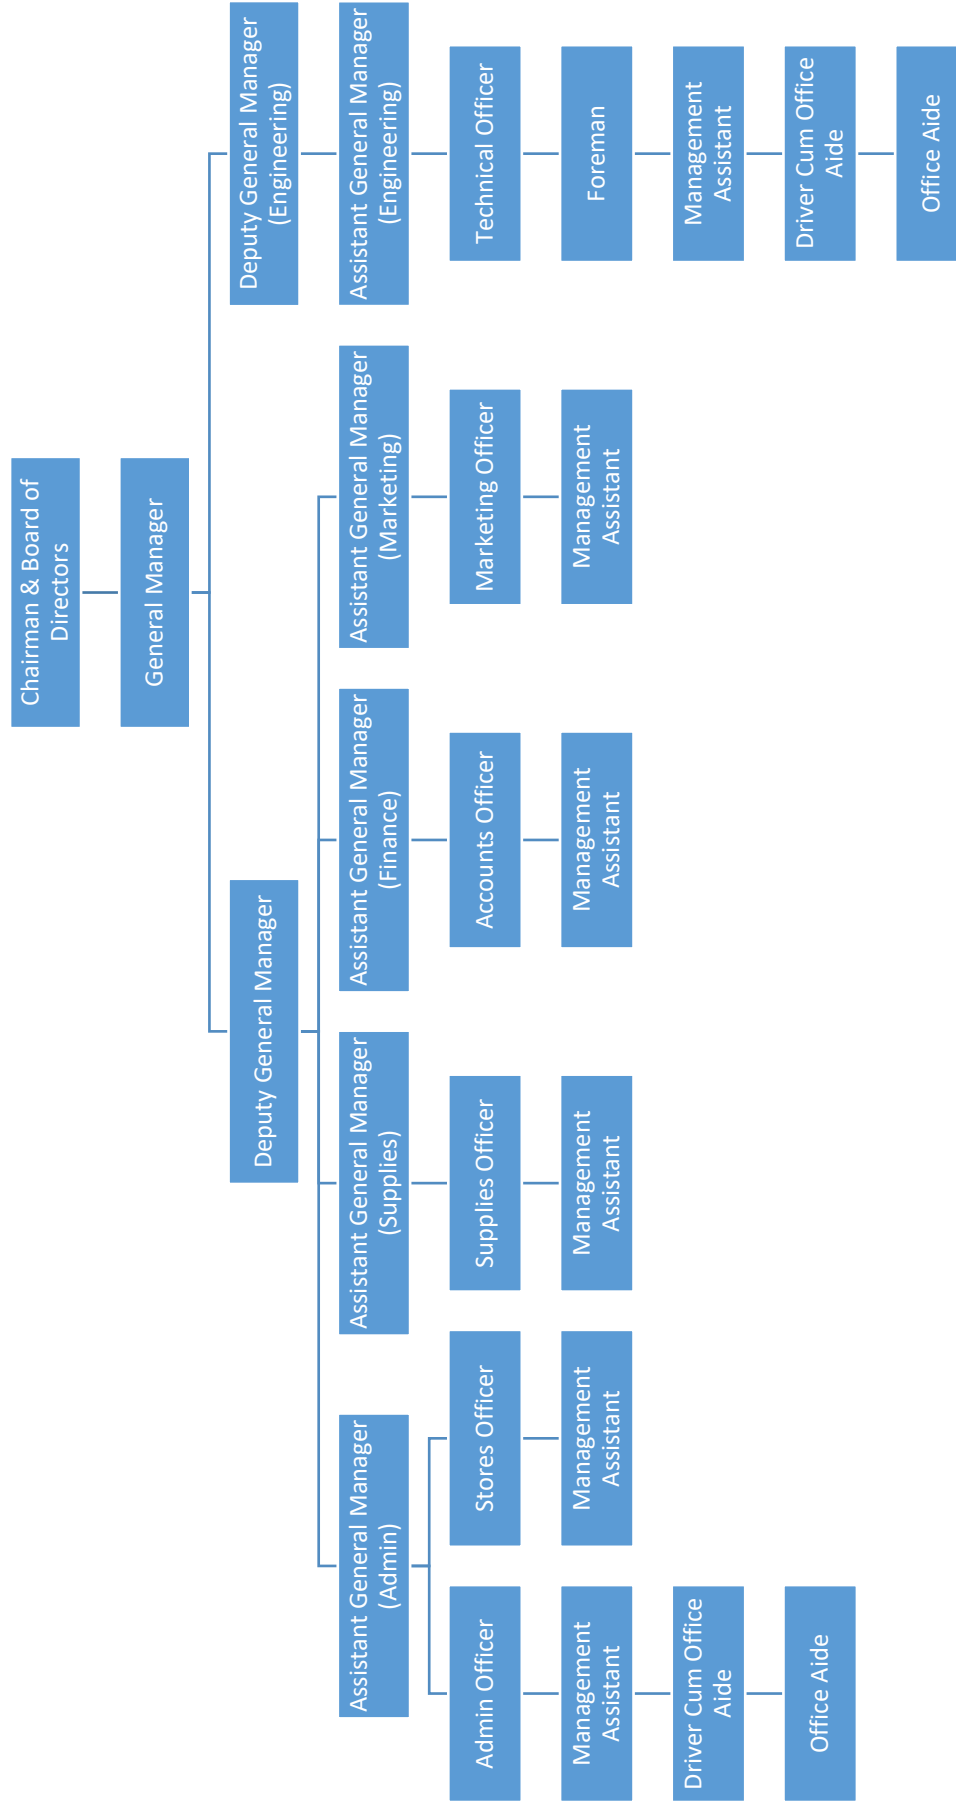 Chairman & Board of
Directors
General Manager
Deputy General Manager
Deputy General Manager
(Engineering)
Assistant General Manager
(Admin)
Assistant General Manager
(Supplies)
Assistant General Manager
(Finance)
Assistant General Manager
(Marketing)
Assistant General Manager
(Engineering)
Admin Officer
Stores Officer
Supplies Officer
Accounts Officer
Marketing Officer
Technical Officer
Management
Assistant
Management
Assistant
Management
Assistant
Management
Assistant
Management
Assistant
Foreman
Driver Cum Office
Aide
Management
Assistant
Office Aide
Driver Cum Office
Aide
Office Aide